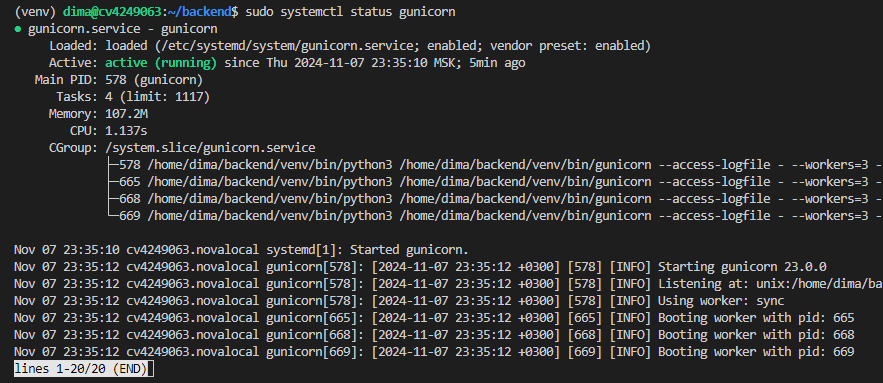 (venv) dima@cv4249063:~/backend$ sudo systemctl status gunicorn
● gunicorn.service - gunicorn
Loaded: loaded (/etc/systemd/system/gunicorn.service; enabled; vendor preset: enabled)
Active: active (running) since Thu 2024-11-07 23:35:10 MSK; 5min ago
Main PID: 578 (gunicorn)
Tasks: 4 (limit: 1117)
Memory: 107.2M
CPU: 1.137s
CGroup: /system.slice/gunicorn.service
├─578 /home/dima/backend/venv/bin/python3 /home/dima/backend/venv/bin/gunicorn --access-logfile - --workers=3 -
├─665 /home/dima/backend/venv/bin/python3 /home/dima/backend/venv/bin/gunicorn --access-logfile - --workers=3 -
├─668 /home/dima/backend/venv/bin/python3 /home/dima/backend/venv/bin/gunicorn --access-logfile - --workers=3 -
└─669 /home/dima/backend/venv/bin/python3 /home/dima/backend/venv/bin/gunicorn --access-logfile - --workers=3 -
Nov 07 23:35:10 cv4249063.novalocal systemd[1]: Started gunicorn.
Nov 07 23:35:12 cv4249063.novalocal gunicorn[578]: [2024-11-07 23:35:12 +0300] [578] [INFO] Starting gunicorn 23.0.0
Nov 07 23:35:12 cv4249063.novalocal gunicorn[578]: [2024-11-07 23:35:12 +0300] [578] [INFO] Listening at: unix:/home/dima/ba
Nov 07 23:35:12 cv4249063.novalocal gunicorn[578]: [2024-11-07 23:35:12 +0300] [578] [INFO] Using worker: sync
Nov 07 23:35:12 cv4249063.novalocal gunicorn[665]: [2024-11-07 23:35:12 +0300] [665] [INFO] Booting worker with pid: 665
Nov 07 23:35:12 cv4249063.novalocal gunicorn[668]: [2024-11-07 23:35:12 +0300] [668] [INFO] Booting worker with pid: 668
Nov 07 23:35:12 cv4249063.novalocal gunicorn[669]: [2024-11-07 23:35:12 +0300] [669] [INFO] Booting worker with pid: 669
lines 1-20/20 (END)